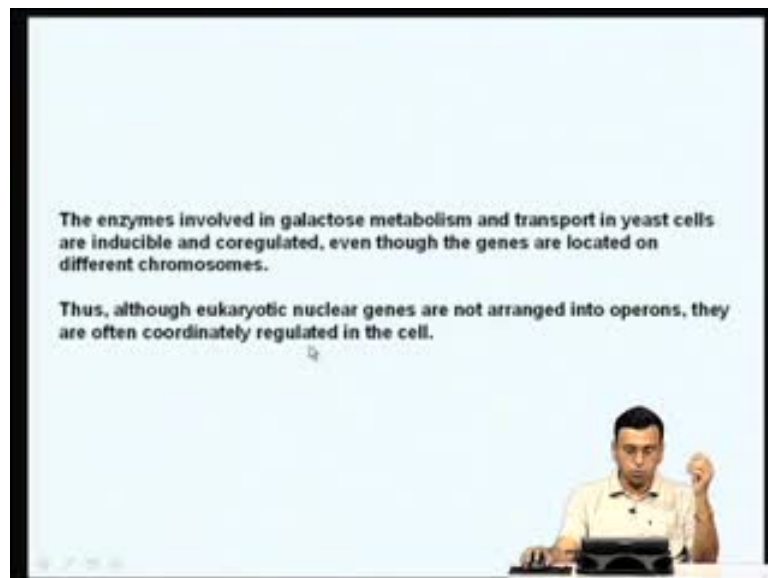 The enzymes involved in galactose metabolism and transport in yeast cells
are inducible and coregulated, even though the genes are located on
different chromosomes.
Thus, although eukaryotic nuclear genes are not arranged into operons, they
are often coordinately regulated in the cell.